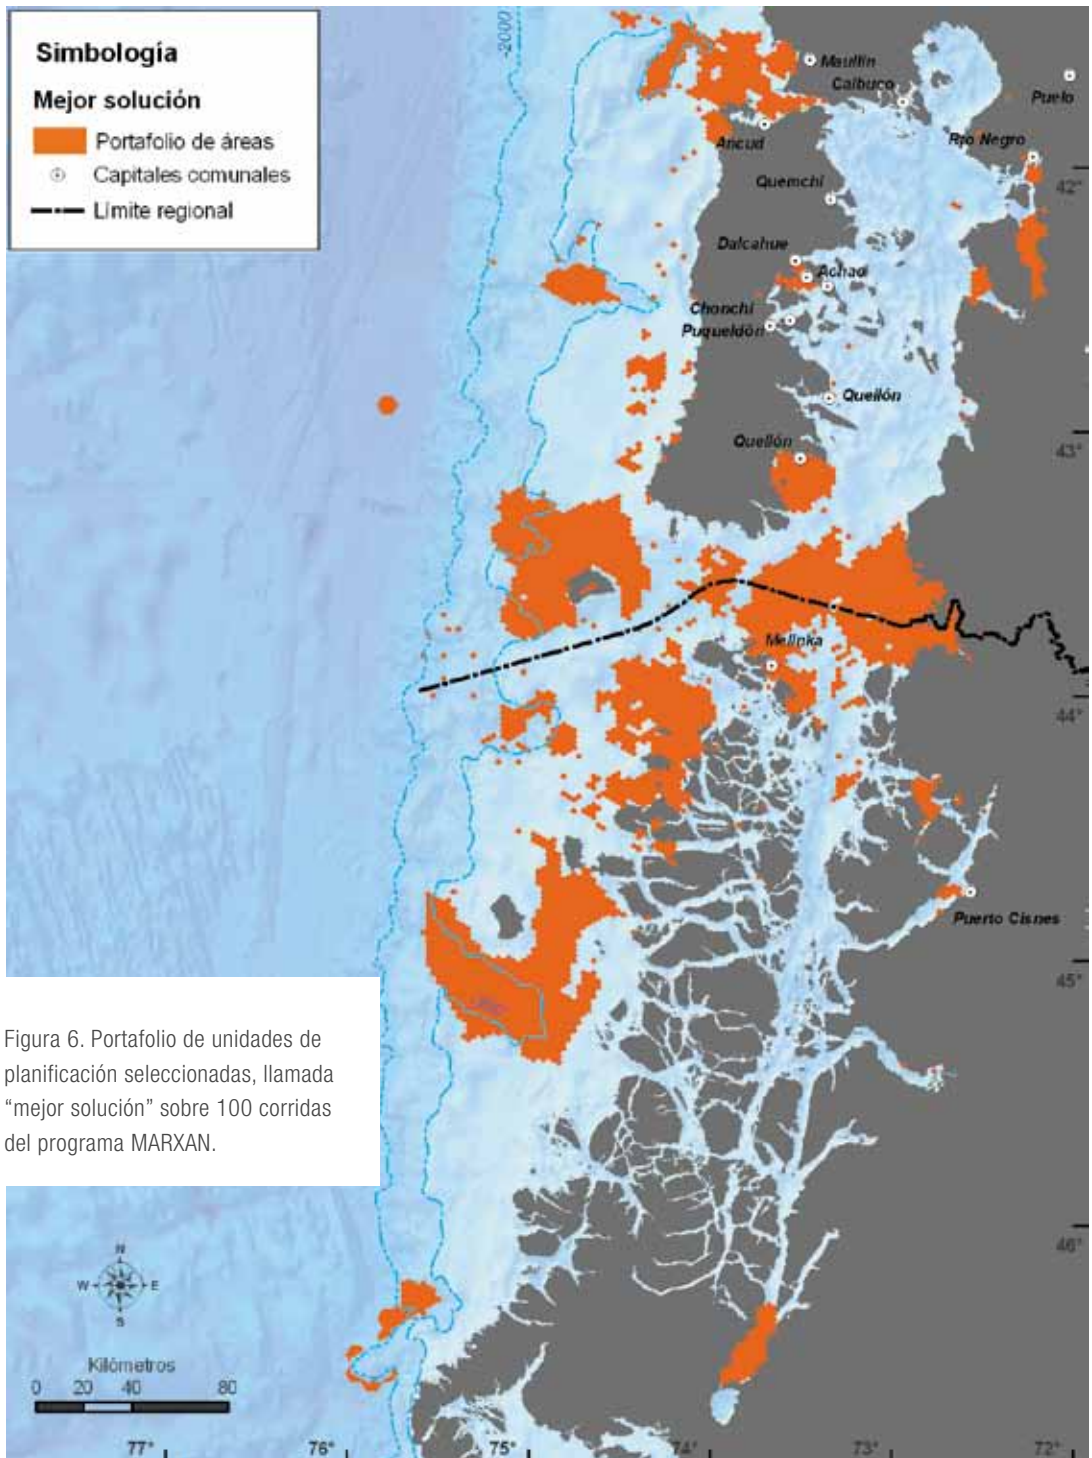 Simbología
Mejor solución
Portafolio de áreas
Capitales comunales
Límite regional
-2000
Maullín
Calbuco
Puelo
Ancud
Río Negro
42°
Quemchi
Dalcahue
Achao
Chonchi
Puqueldón
Queilón
Quellón
43°
Melinka
44°
Puerto Cisnes
45°
Figura 6. Portafolio de unidades de
planificación seleccionadas, llamada
“mejor solución” sobre 100 corridas
del programa MARXAN.
46°
N
W E
S
Kilómetros
0 20 40 80
77° 76° 75° 74° 73° 72°